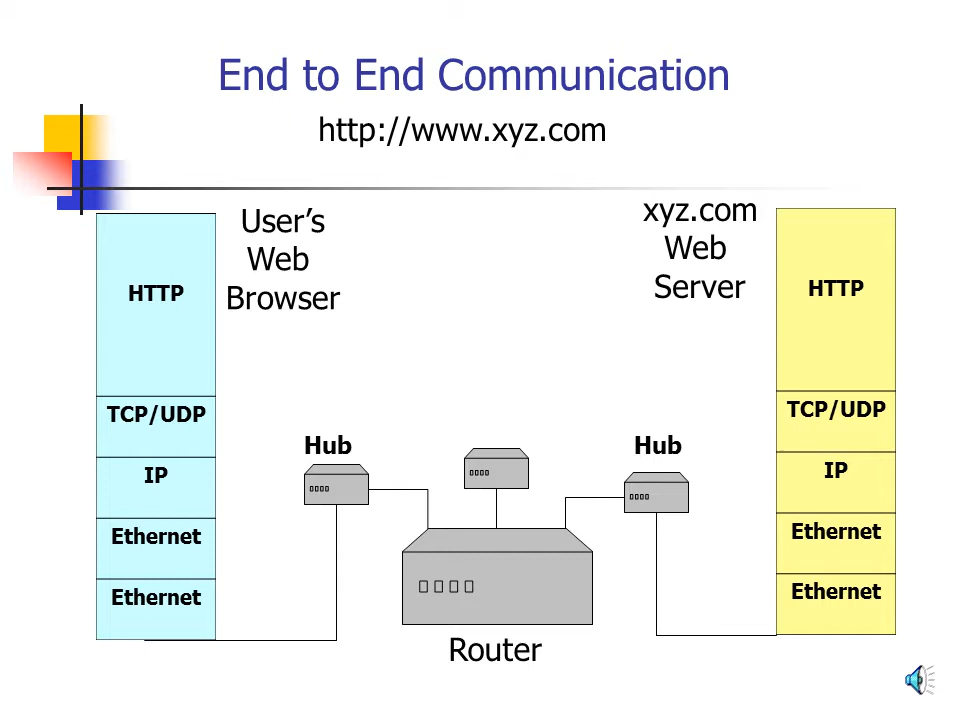 End to End Communication
http://www.xyz.com
User’s
Web
Browser
xyz.com
Web
Server
HTTP
TCP/UDP
IP
Ethernet
Ethernet
HTTP
TCP/UDP
IP
Ethernet
Ethernet
Hub
Hub
Router